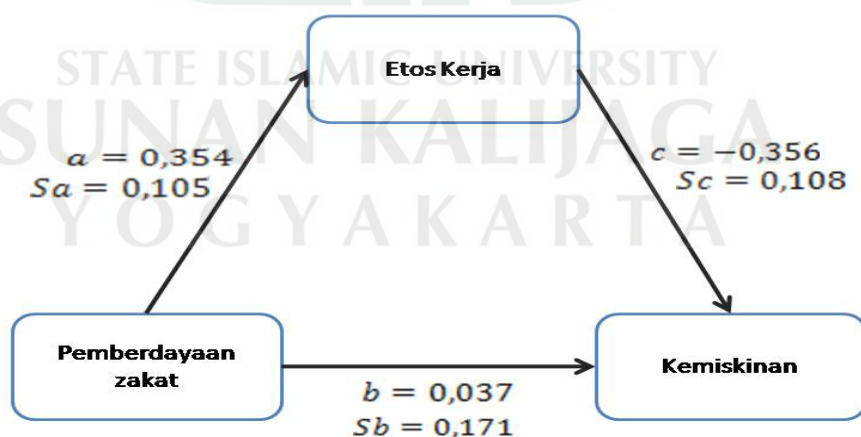 STATE ISLAMIC UNIVERSITY
SUNAN KALIJAGA
YOGYAKARTA
Etos Kerja
a = 0,354
Sa = 0,105
c = −0,356
Sc = 0,108
Pemberdayaan
zakat
Kemiskinan
b = 0,037
Sb = 0,171